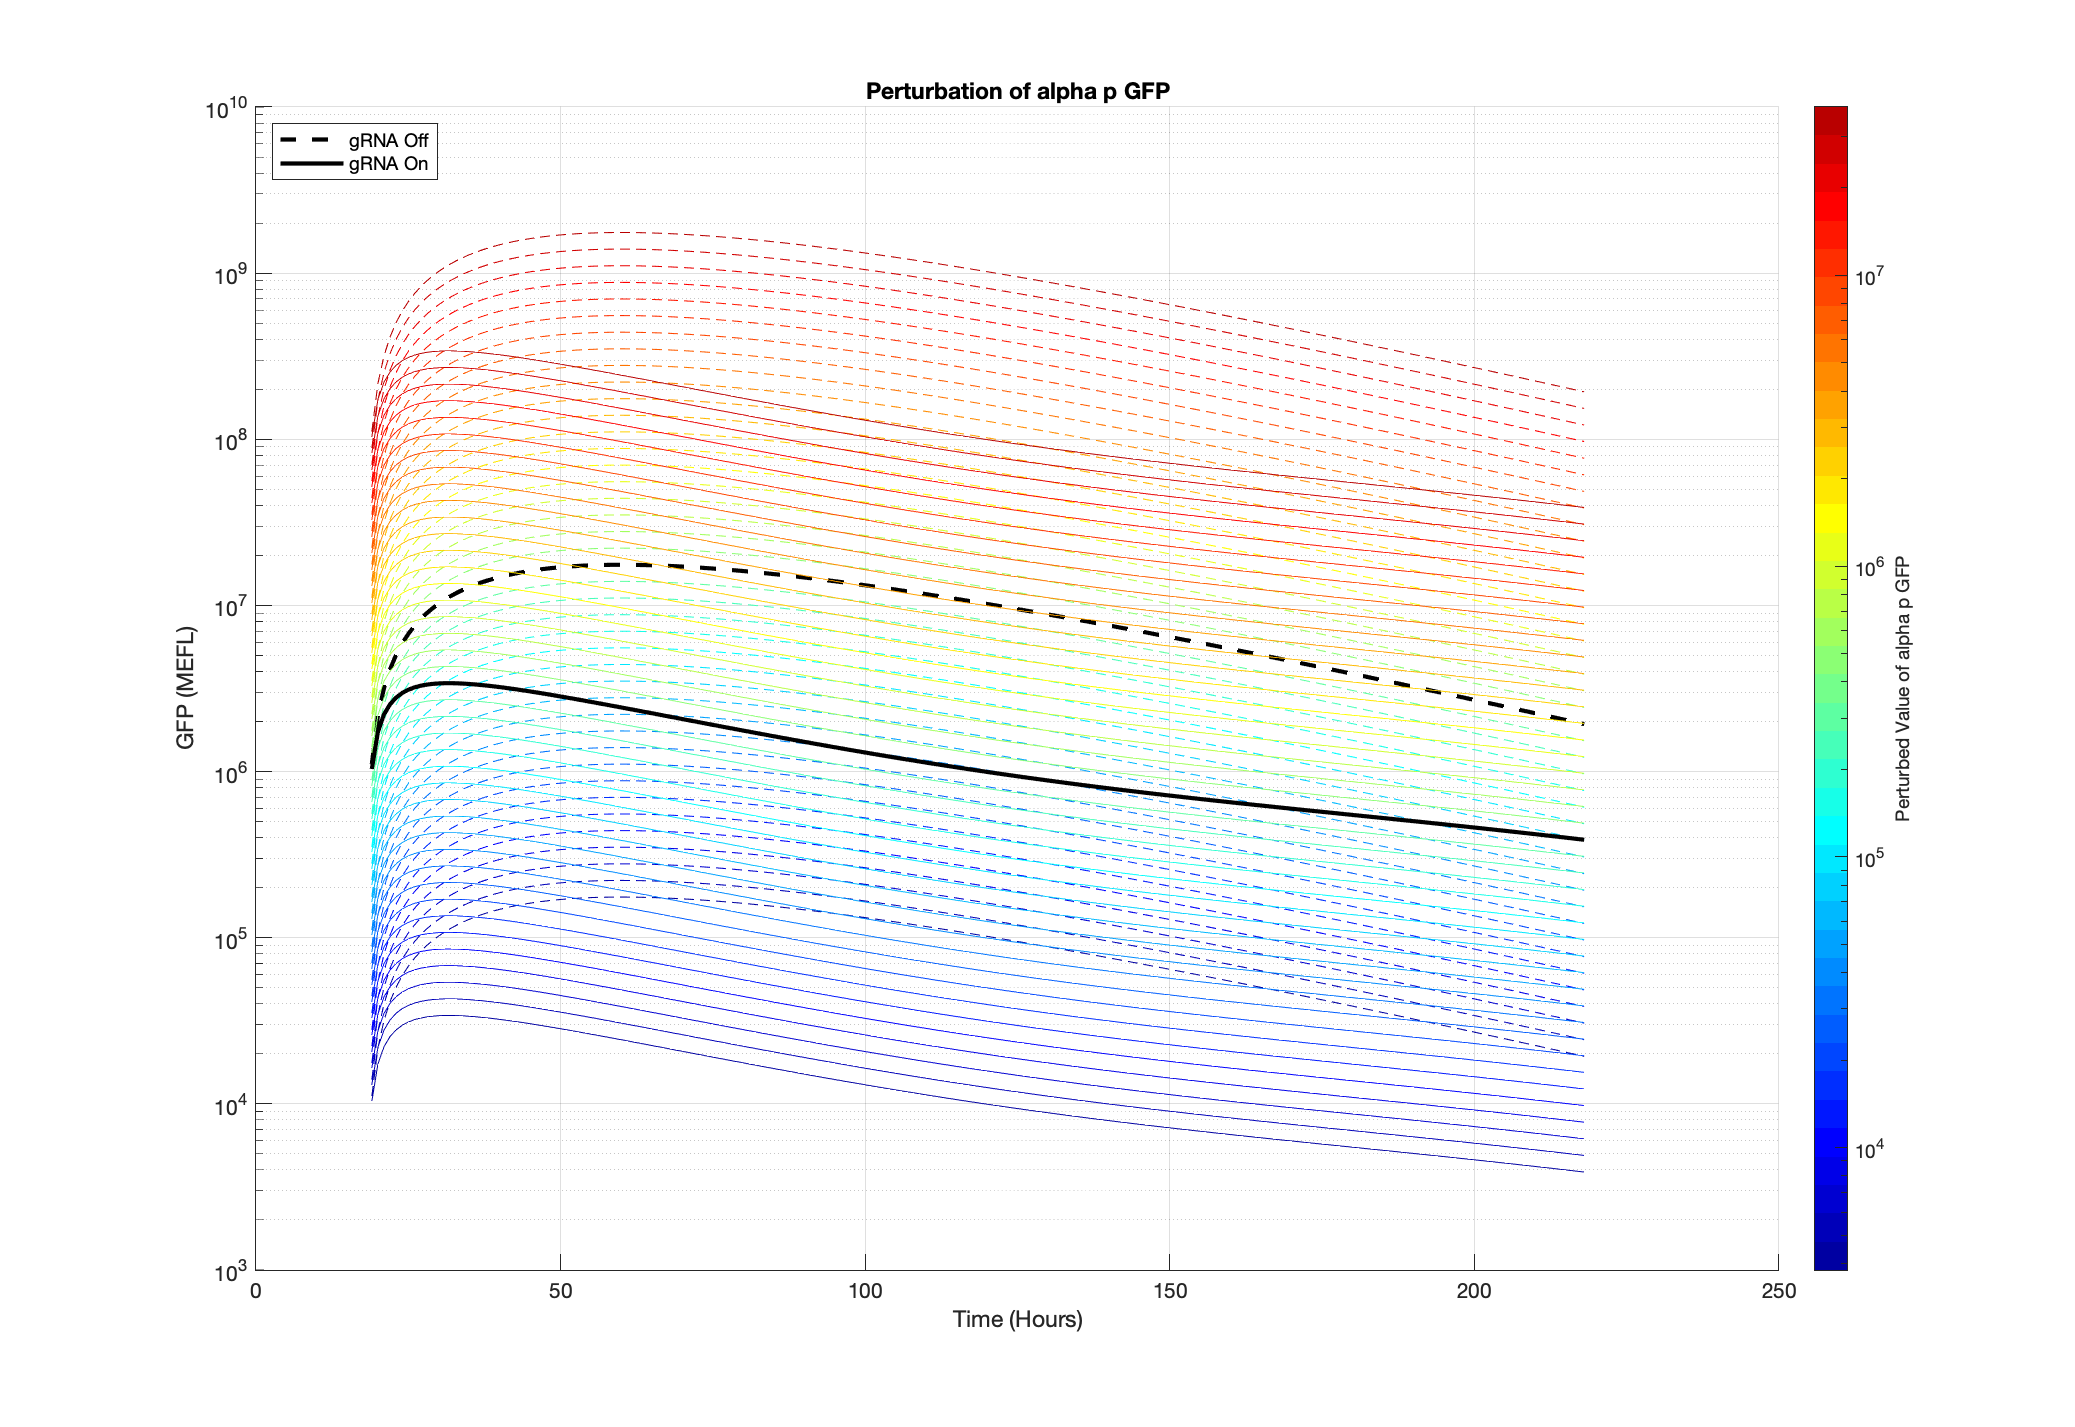 Perturbation of alpha p GFP
gRNA Off
gRNA On
10^10
10^9
10^8
10^7
10^6
10^5
10^4
10^3
GFP (MEFL)
0 50 100 150 200 250
Time (Hours)
10^7
10^6
10^5
10^4
Perturbed Value of alpha p GFP